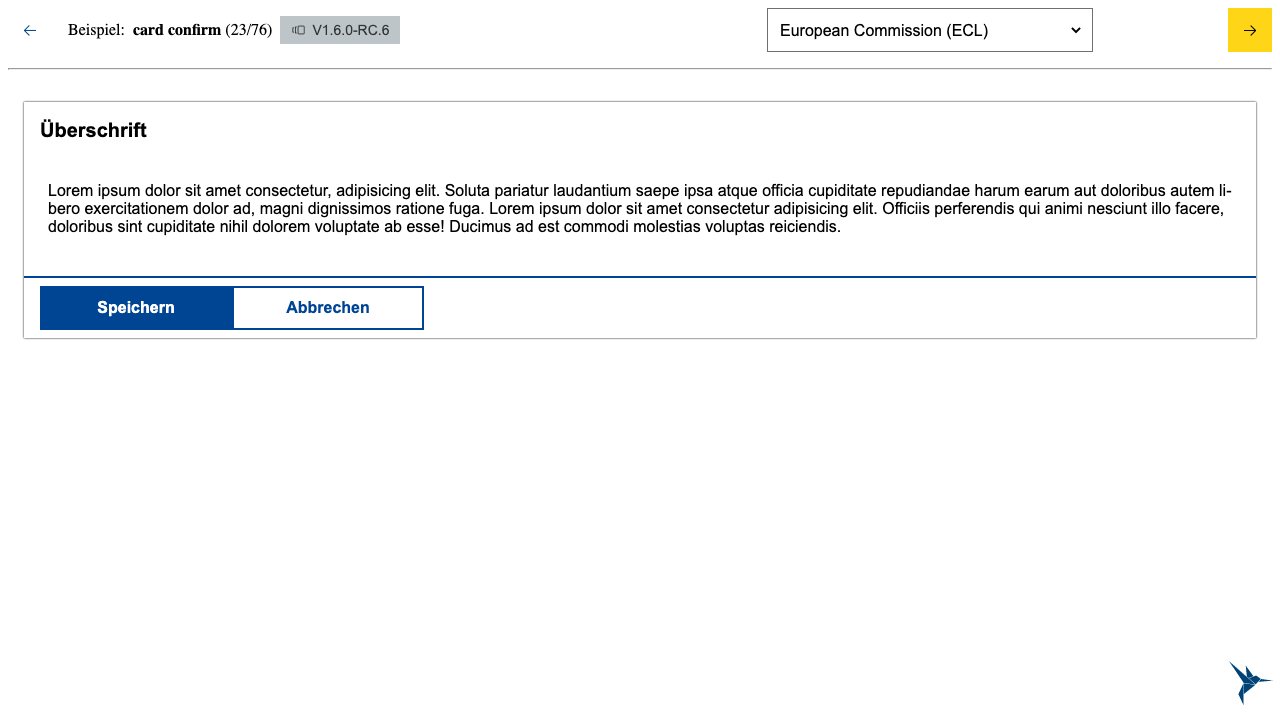 Beispiel: card confirm (23/76) V1.6.0-RC.6 European Commission (ECL)
Überschrift
Lorem ipsum dolor sit amet consectetur, adipisicing elit. Soluta pariatur laudantium saepe ipsa atque officia cupiditate repudiandae harum earum aut doloribus autem li-
bero exercitationem dolor ad, magni dignissimos ratione fuga. Lorem ipsum dolor sit amet consectetur adipisicing elit. Officiis perferendis qui animi nesciunt illo facere,
doloribus sint cupiditate nihil dolorem voluptate ab esse! Ducimus ad est commodi molestias voluptas reiciendis.
Speichern Abbrechen